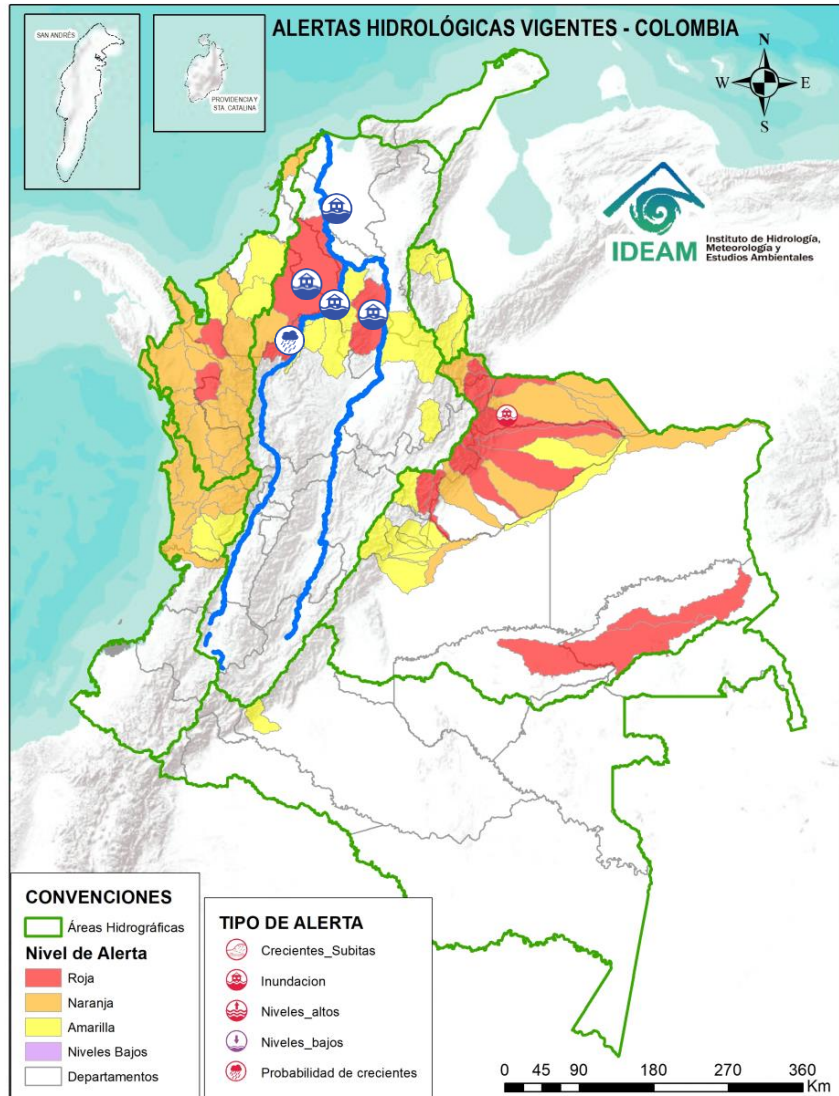 ALERTAS HIDROLÓGICAS VIGENTES - COLOMBIA
SAN ANDRÉS
PROVIDENCIA Y
STA. CATALINA
N
W
E
S
IDEAM
Instituto de Hidrología,
Meteorología y
Estudios Ambientales
CONVENCIONES
Áreas Hidrográficas
Nivel de Alerta
Roja
Naranja
Amarilla
Niveles Bajos
Departamentos
TIPO DE ALERTA
Crecientes_Subitas
Inundacion
Niveles_altos
Niveles_bajos
Probabilidad de crecientes
0 45 90 180 270 360
Km